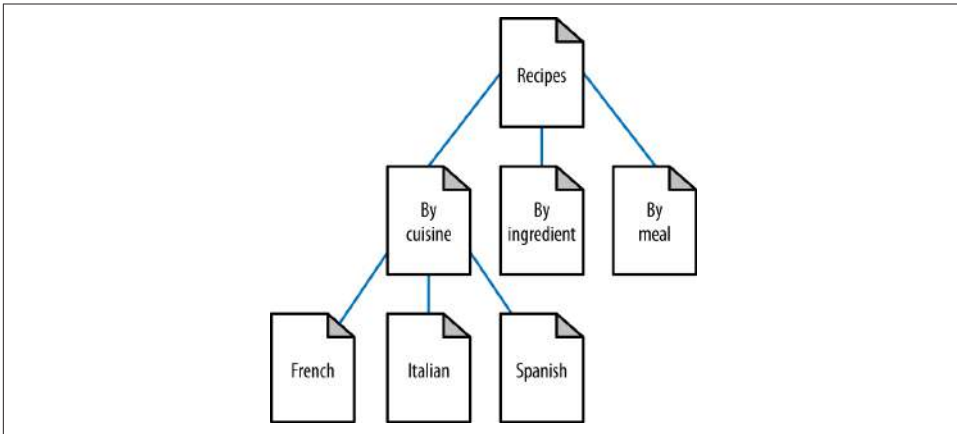 Recipes
By
cuisine
By
ingredient
By
meal
French
Italian
Spanish